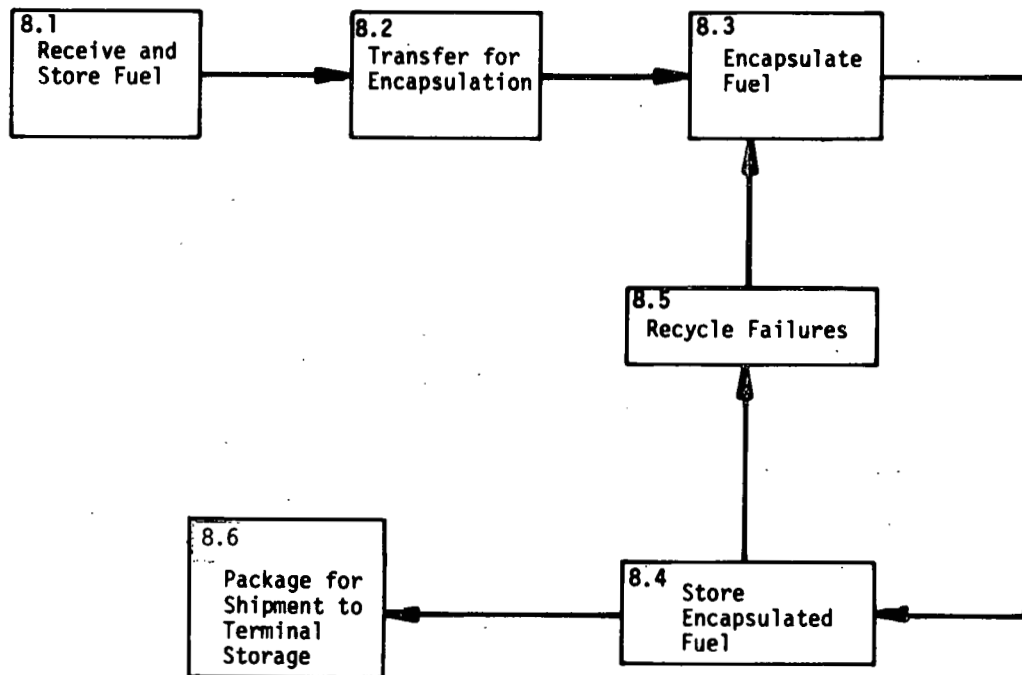 8.1
Receive and
Store Fuel
8.2
Transfer for
Encapsulation
8.3
Encapsulate
Fuel
8.5
Recycle Failures
8.4
Store
Encapsulated
Fuel
8.6
Package for
Shipment to
Terminal
Storage